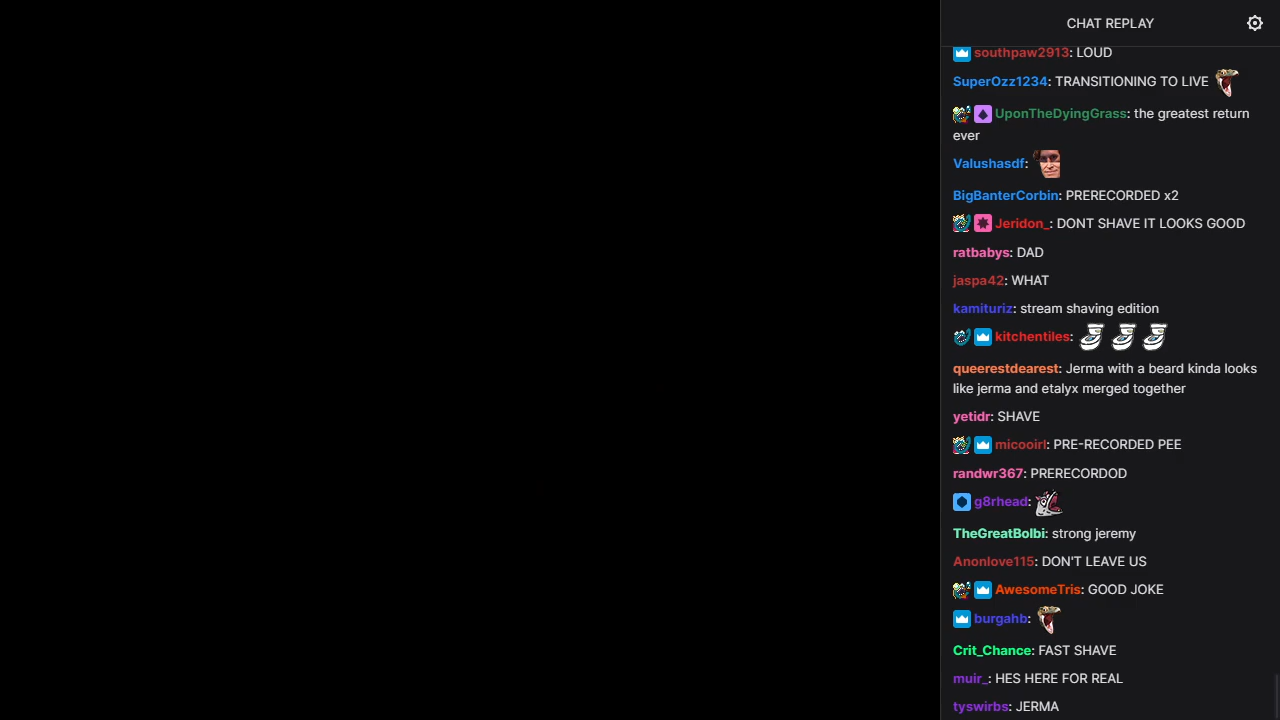 CHAT REPLAY
southpaw2913: LOUD
SuperOzz1234: TRANSITIONING TO LIVE
UponTheDyingGrass: the greatest return
ever
Valushasdf:
BigBanterCorbin: PRERECORDED x2
Jeridon_: DONT SHAVE IT LOOKS GOOD
ratbabys: DAD
jaspa42: WHAT
kamituriz: stream shaving edition
kitchentiles:
queerestdearest: Jerma with a beard kinda looks
like jerma and etalyx merged together
yetidr: SHAVE
micooirl: PRE-RECORDED PEE
randwr367: PRERECORDOD
g8rhead:
TheGreatBolbi: strong jeremy
Anonlove115: DON'T LEAVE US
AwesomeTris: GOOD JOKE
burgahb:
Crit_Chance: FAST SHAVE
muir_: HES HERE FOR REAL
tyswirbs: JERMA